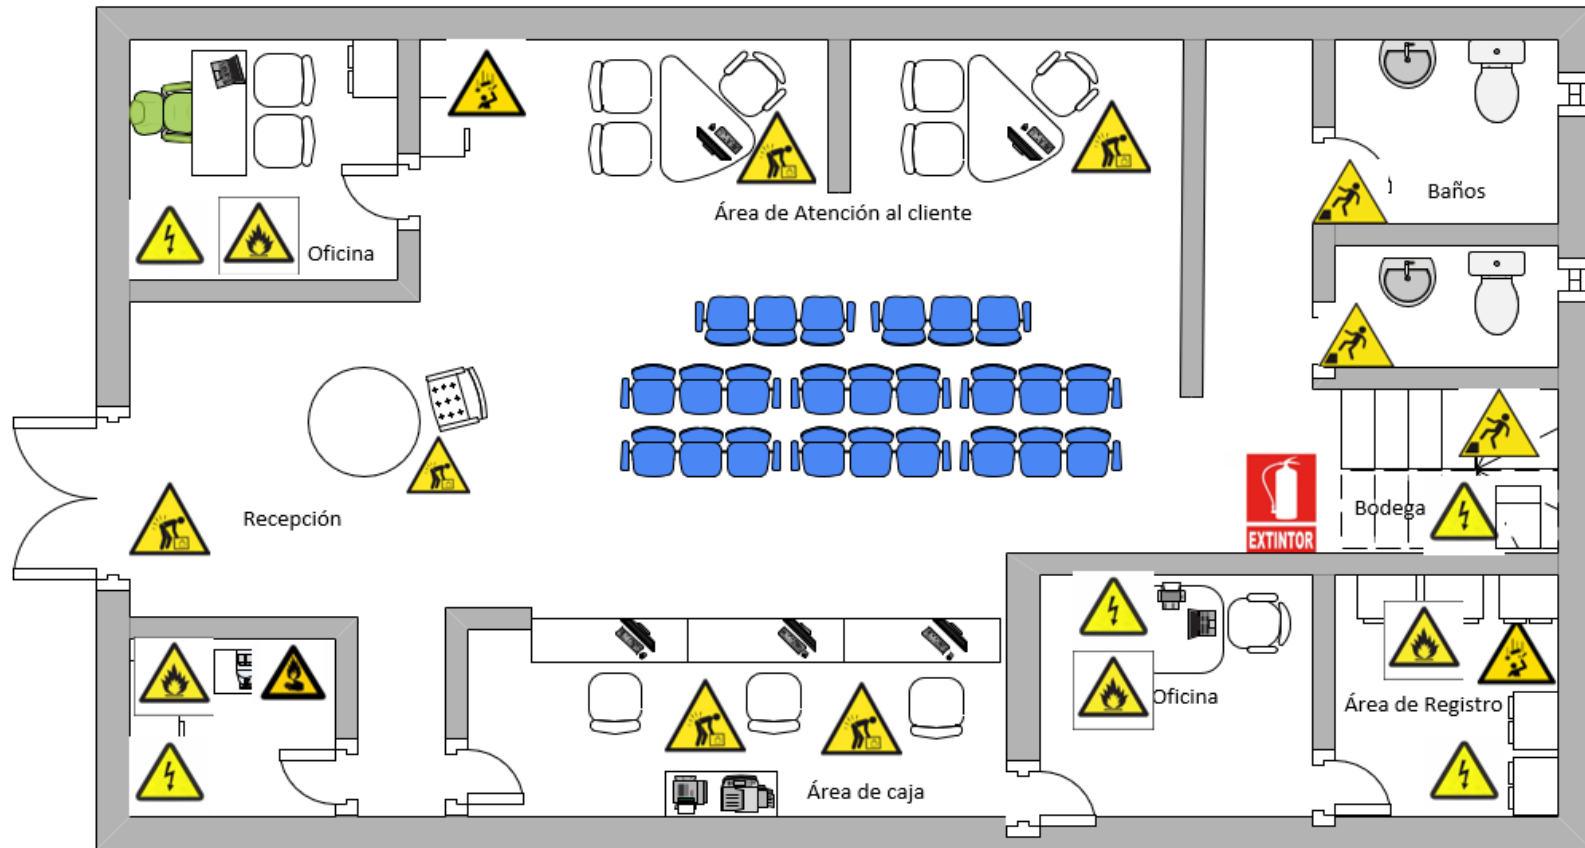 Oficina
Área de Atención al cliente
Baños
Recepción
EXTINTOR
Bodega
Oficina
Área de Registro
Área de caja